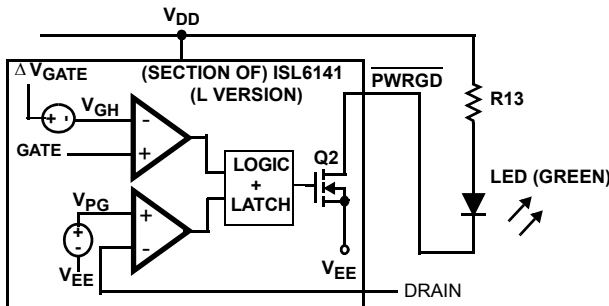 VDD
ΔVGATE
(SECTION OF) ISL6141
(L VERSION)
PWRGD
+ -
VGH
-
R13
GATE
+
LOGIC
+
LATCH
Q2
LED (GREEN)
VPG
+
+
-
-
VEE
VEE
DRAIN